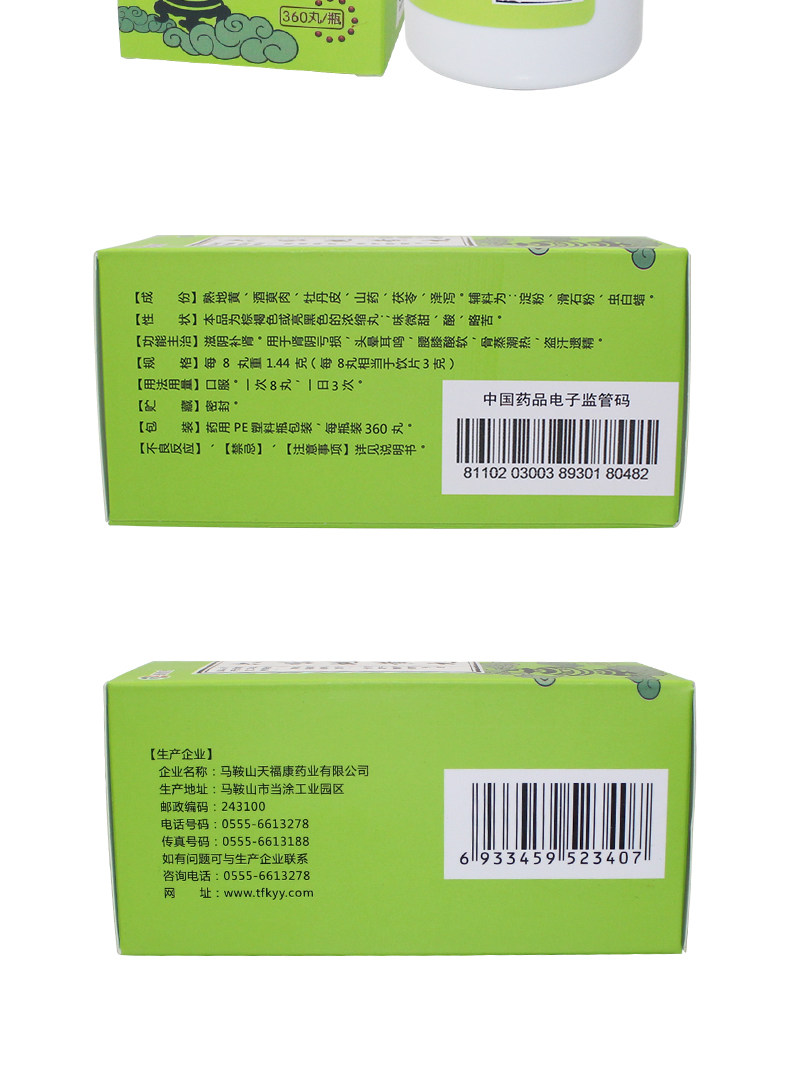 360丸/瓶
【成 份】熟地黄、酒萸肉、牡丹皮、山药、茯苓、泽泻。辅料为：淀粉、滑石粉、虫白蜡。
【性 状】本品为棕褐色或亮黑色的浓缩丸；味微甜、酸、略苦。
【功能主治】滋阴补肾。用于肾阴亏损、头晕耳鸣、腰膝酸软、骨蒸潮热、盗汗遗精。
【规 格】每 8 丸重 1.44 克（每 8丸相当于饮片 3 克）
【用法用量】口服。一次 8 丸、一日 3 次。
【贮 藏】密封。
【包 装】药用 PE 塑料瓶包装、每瓶装 360 丸。
【不良反应】、【禁忌】、【注意事项】详见说明书。
中国药品电子监管码
81102 03003 89301 80482
【生产企业】
企业名称：马鞍山天福康药业有限公司
生产地址：马鞍山市当涂工业园区
邮政编码：243100
电话号码：0555-6613278
传真号码：0555-6613188
如有问题可与生产企业联系
咨询电话：0555-6613278
网 址：www.tfkyy.com
6 933459 523407